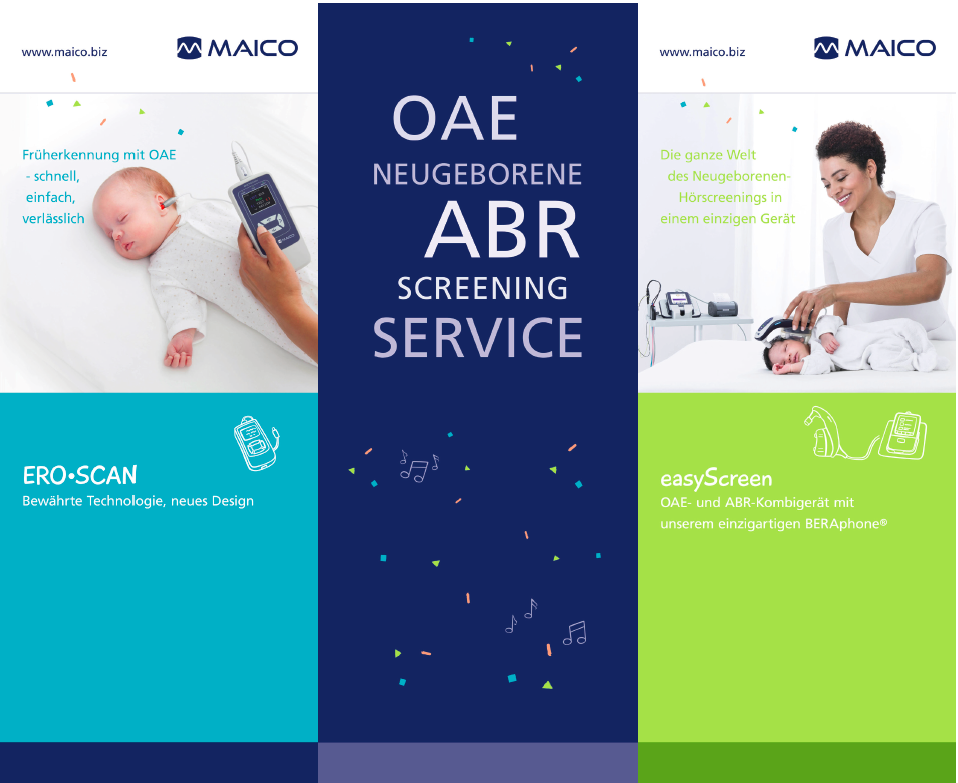 www.maico.biz
MAICO
Früherkennung mit OAE
- schnell,
einfach,
verlässlich
MAICO
ERO•SCAN
Bewährte Technologie, neues Design
OAE
NEUGEBORENE
ABR
SCREENING
SERVICE
www.maico.biz
MAICO
Die ganze Welt
des Neugeborenen-
Hörscreenings in
einem einzigen Gerät
easyScreen
OAE- und ABR-Kombigerät mit
unserem einzigartigen BERAphone®